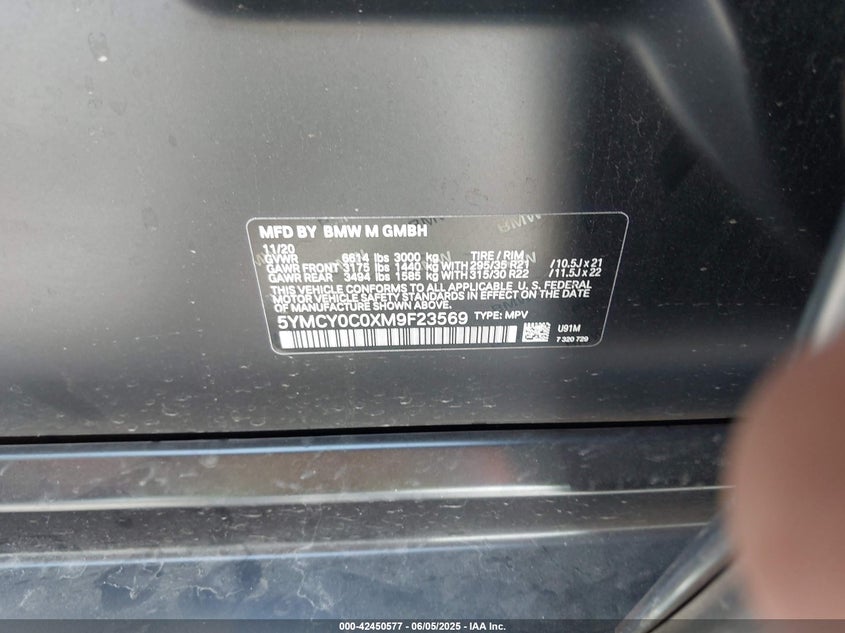 MFD BY BMW M GMBH
11/20
GVWR 6614 lbs 3000 kg TIRE / RIM
GAWR FRONT 3175 lbs 1440 kg WITH 295/35 R21 /10.5J x 21
GAWR REAR 3494 lbs 1585 kg WITH 315/30 R22 /11.5J x 22
THIS VEHICLE CONFORMS TO ALL APPLICABLE U. S. FEDERAL
MOTOR VEHICLE SAFETY STANDARDS IN EFFECT ON THE DATE OF
MANUFACTURE SHOWN ABOVE.
5YMCY0C0XM9F23569 TYPE: MPV
U91M
7 320 729
BMW
000-42450577 - 06/05/2025 - IAA Inc.